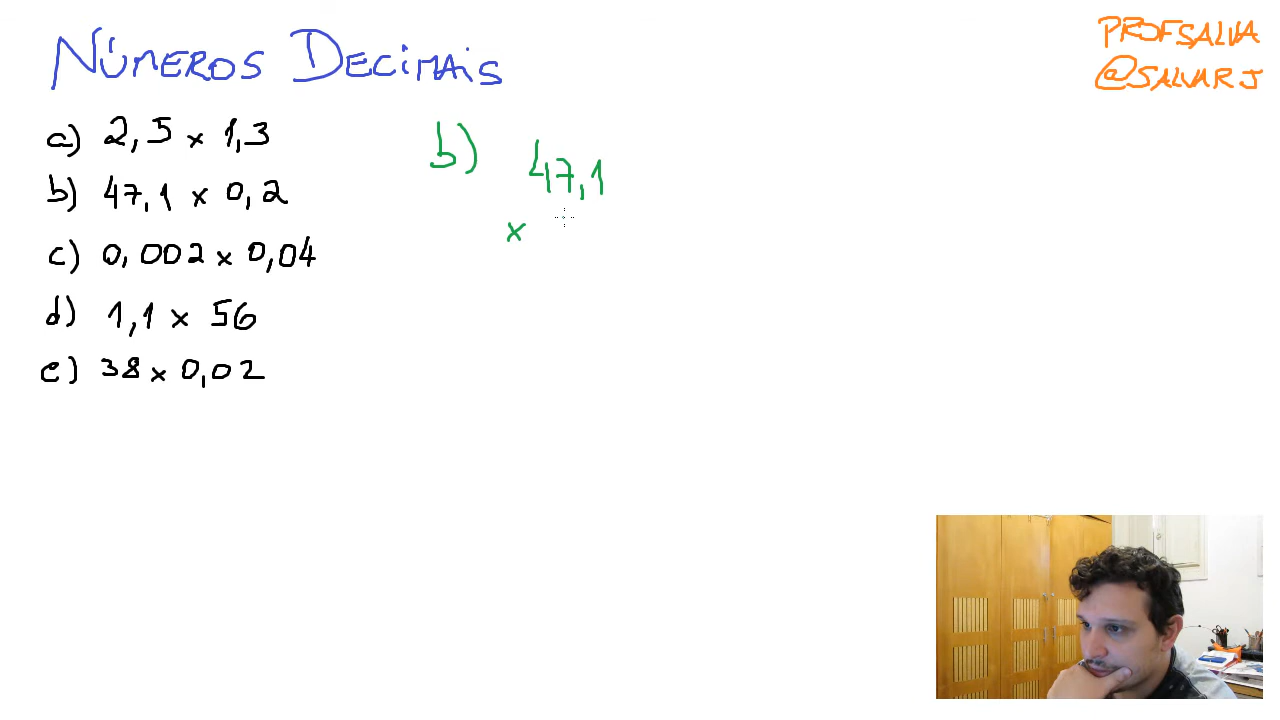 NÚMEROS DECIMAIS
PROFSALVA
@SALVARJ
a) 2,5 x 1,3
b) 47,1 x 0,2
c) 0,002 x 0,04
d) 1,1 x 56
e) 38 x 0,02
b) 47,1
x